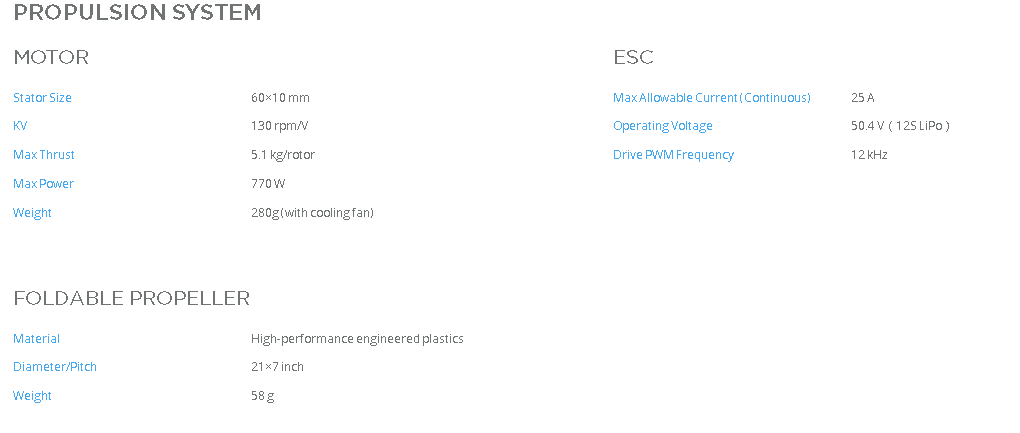 PROPULSION SYSTEM
MOTOR
Stator Size 60×10 mm
KV 130 rpm/V
Max Thrust 5.1 kg/rotor
Max Power 770 W
Weight 280g (with cooling fan)
ESC
Max Allowable Current (Continuous) 25 A
Operating Voltage 50.4 V ( 12S LiPo )
Drive PWM Frequency 12 kHz
FOLDABLE PROPELLER
Material High-performance engineered plastics
Diameter/Pitch 21×7 inch
Weight 58 g